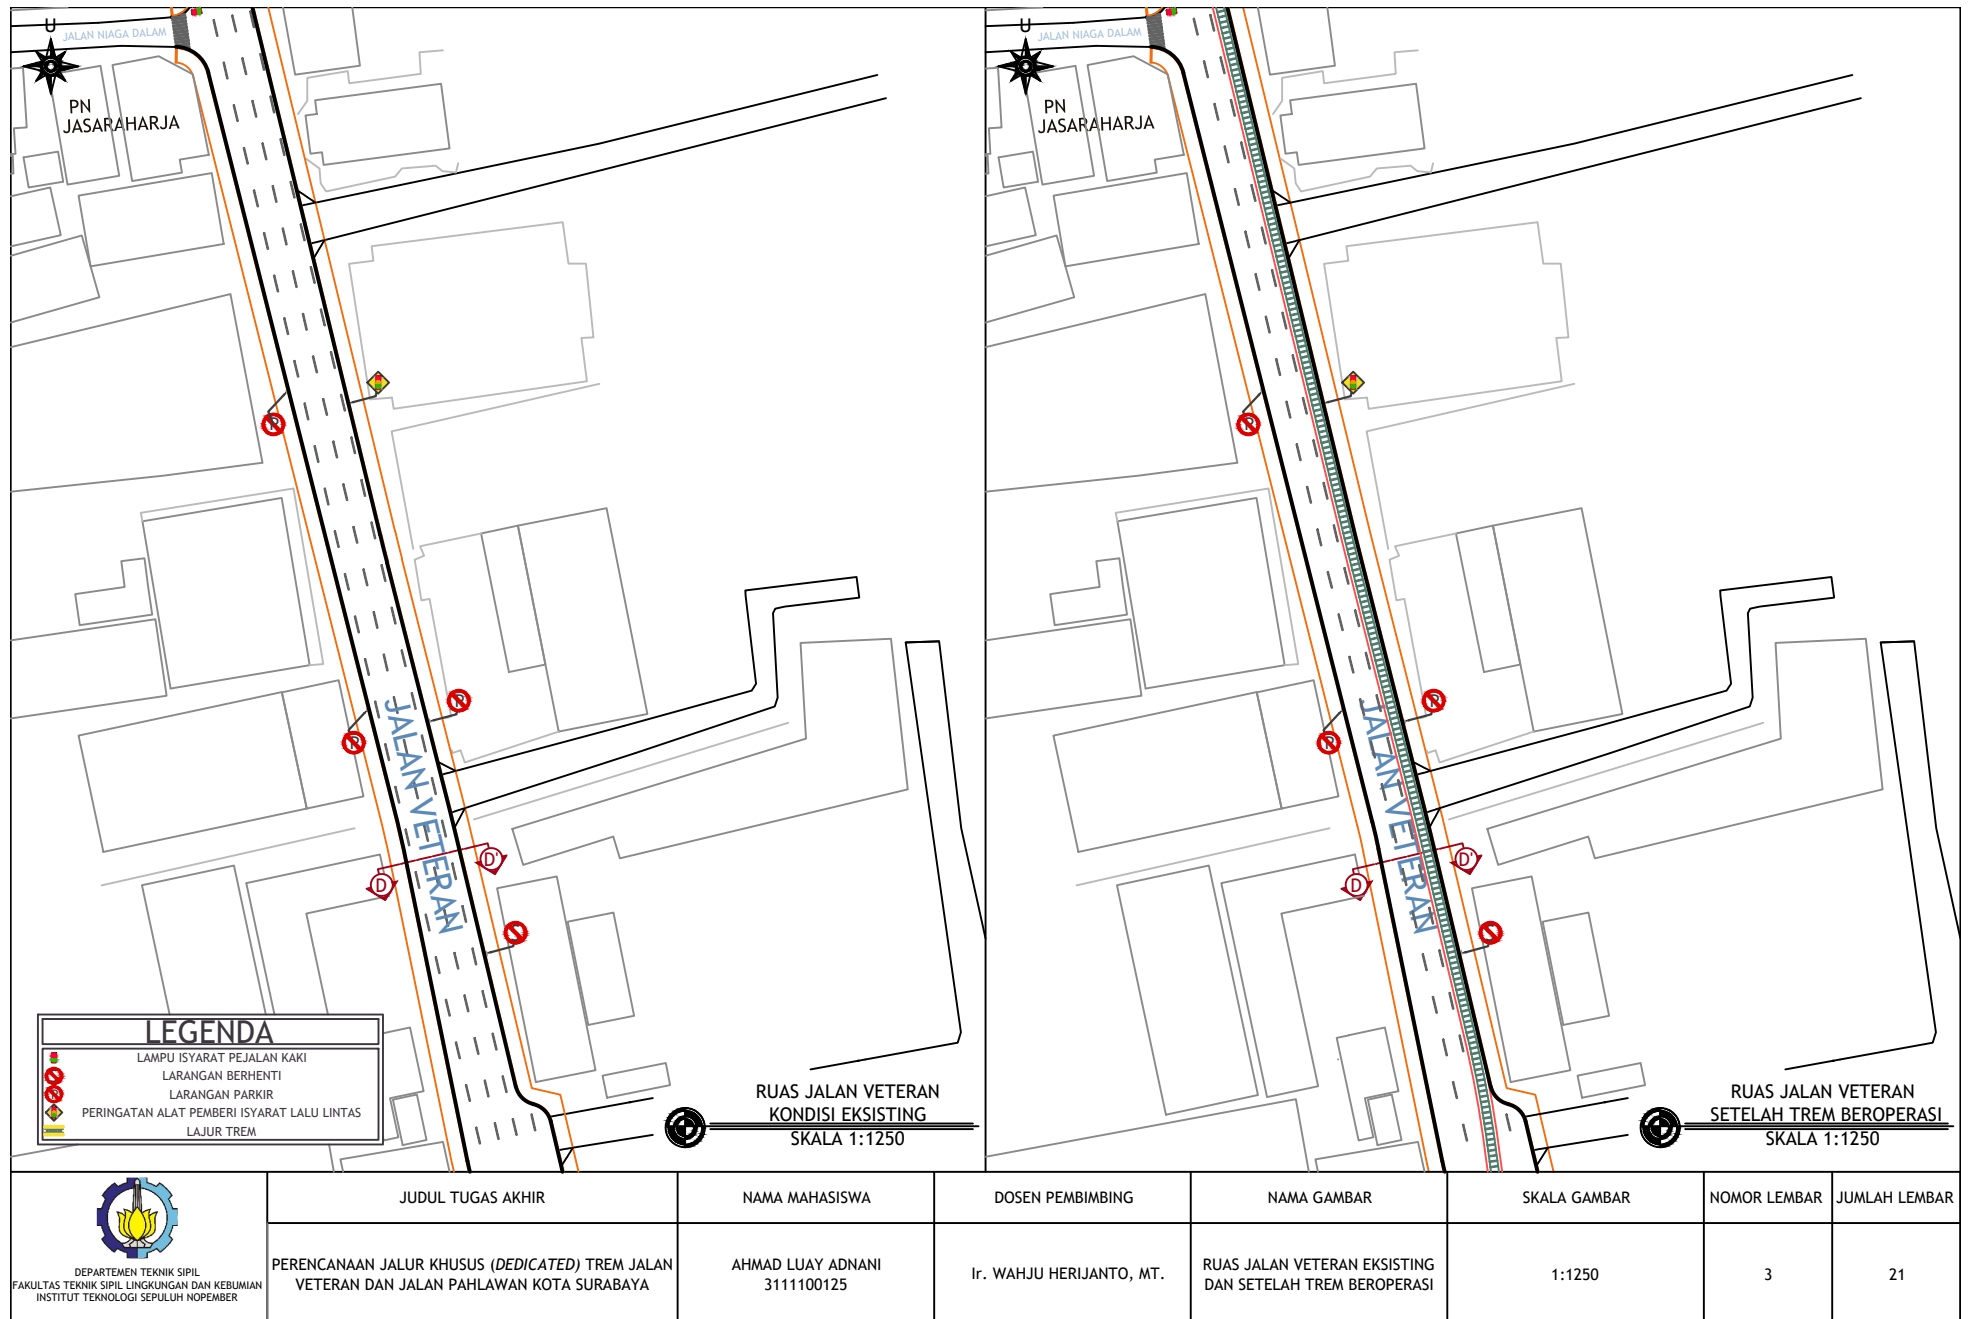 U
JALAN NIAGA DALAM
PN
JASARAHARJA
P
P
P
JALAN VETERAN
D
D'
LEGENDA
LAMPU ISYARAT PEJALAN KAKI
LARANGAN BERHENTI
P
LARANGAN PARKIR
PERINGATAN ALAT PEMBERI ISYARAT LALU LINTAS
LAJUR TREM
RUAS JALAN VETERAN
KONDISI EKSISTING
SKALA 1:1250
U
JALAN NIAGA DALAM
PN
JASARAHARJA
P
P
P
JALAN VETERAN
D
D'
RUAS JALAN VETERAN
SETELAH TREM BEROPERASI
SKALA 1:1250
DEPARTEMEN TEKNIK SIPIL
FAKULTAS TEKNIK SIPIL LINGKUNGAN DAN KEBUMIAN
INSTITUT TEKNOLOGI SEPULUH NOPEMBER
JUDUL TUGAS AKHIR
PERENCANAAN JALUR KHUSUS (DEDICATED) TREM JALAN
VETERAN DAN JALAN PAHLAWAN KOTA SURABAYA
NAMA MAHASISWA
AHMAD LUAY ADNANI
3111100125
DOSEN PEMBIMBING
Ir. WAHJU HERIJANTO, MT.
NAMA GAMBAR
RUAS JALAN VETERAN EKSISTING
DAN SETELAH TREM BEROPERASI
SKALA GAMBAR
1:1250
NOMOR LEMBAR
3
JUMLAH LEMBAR
21